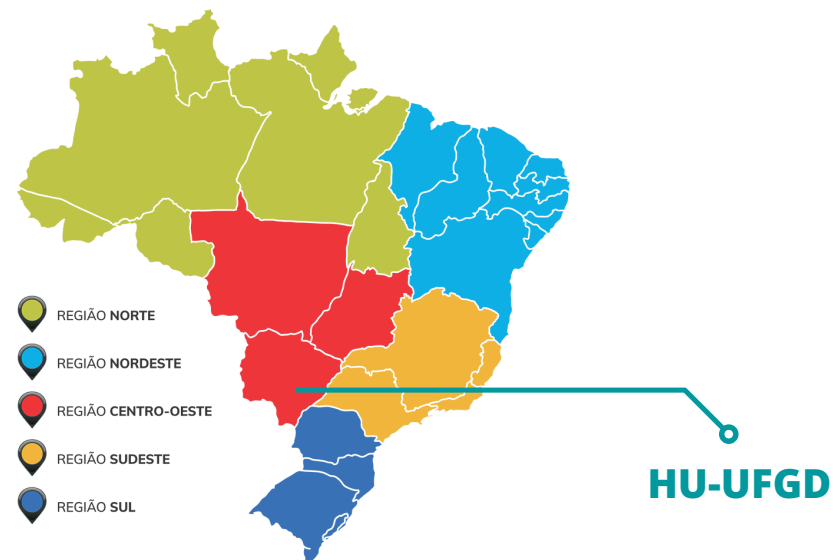 REGIÃO NORTE
REGIÃO NORDESTE
REGIÃO CENTRO-OESTE
REGIÃO SUDESTE
REGIÃO SUL
HU-UFGD